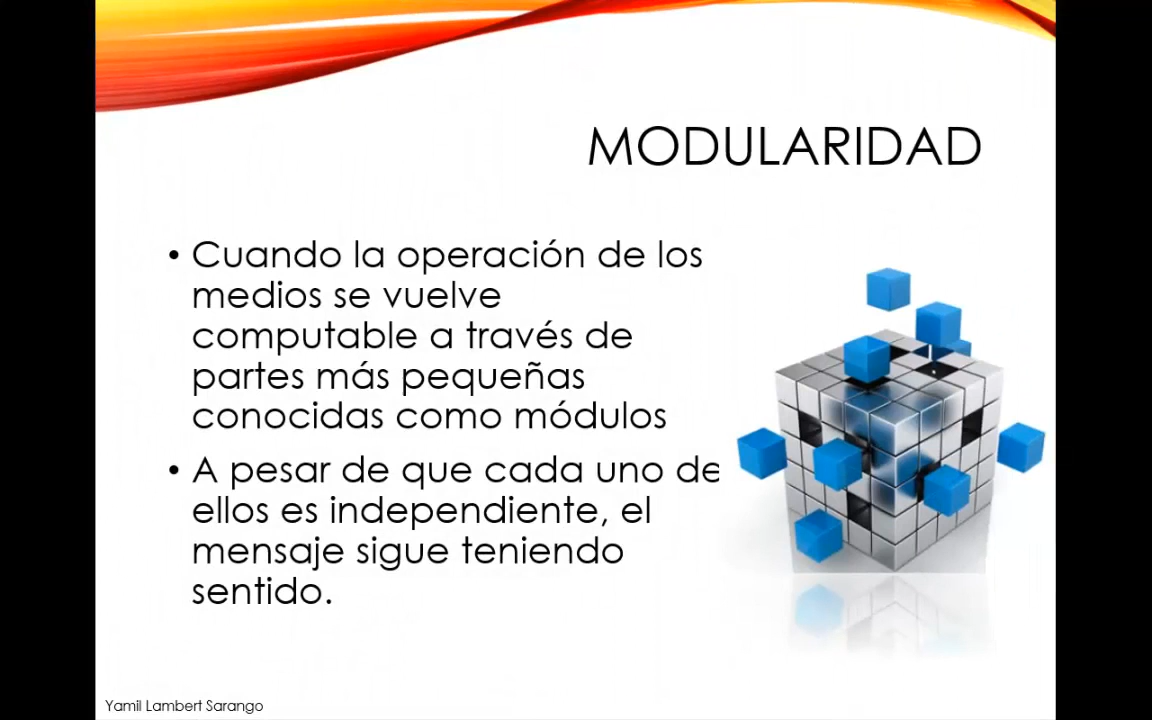 MODULARIDAD
• Cuando la operación de los
medios se vuelve
computable a través de
partes más pequeñas
conocidas como módulos
• A pesar de que cada uno de
ellos es independiente, el
mensaje sigue teniendo
sentido.
Yamil Lambert Sarango